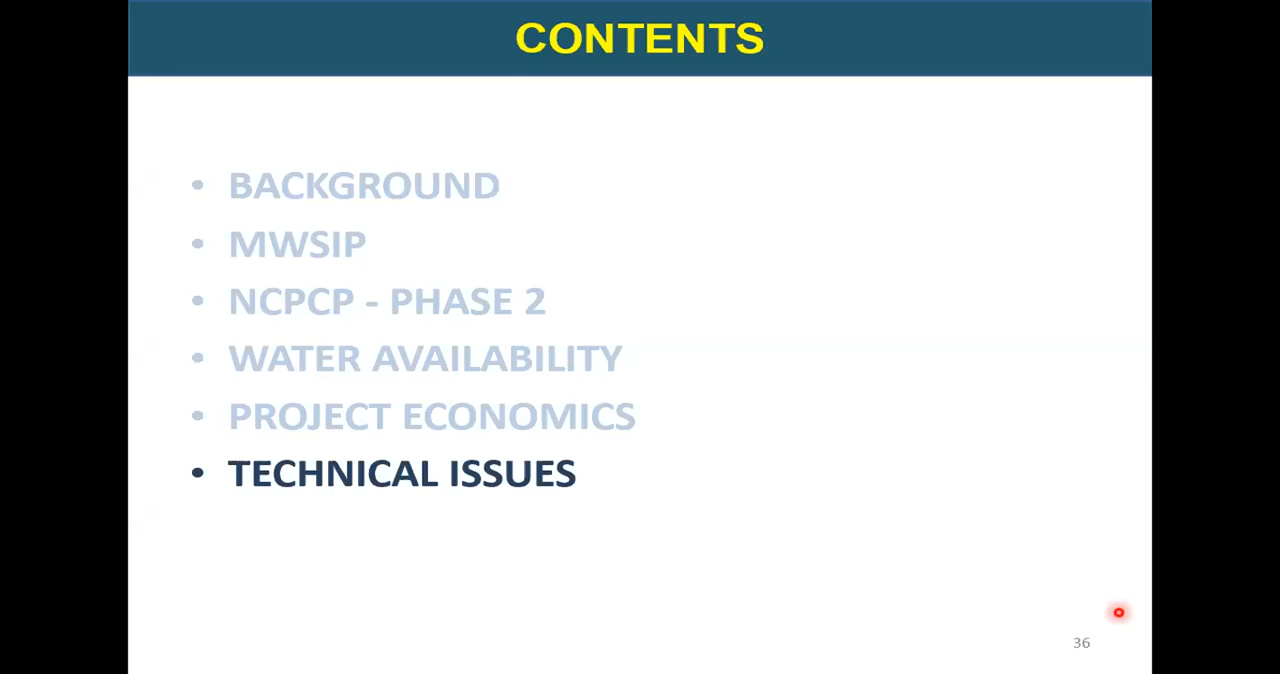 CONTENTS
• BACKGROUND
• MWSIP
• NCPCP - PHASE 2
• WATER AVAILABILITY
• PROJECT ECONOMICS
• TECHNICAL ISSUES
36